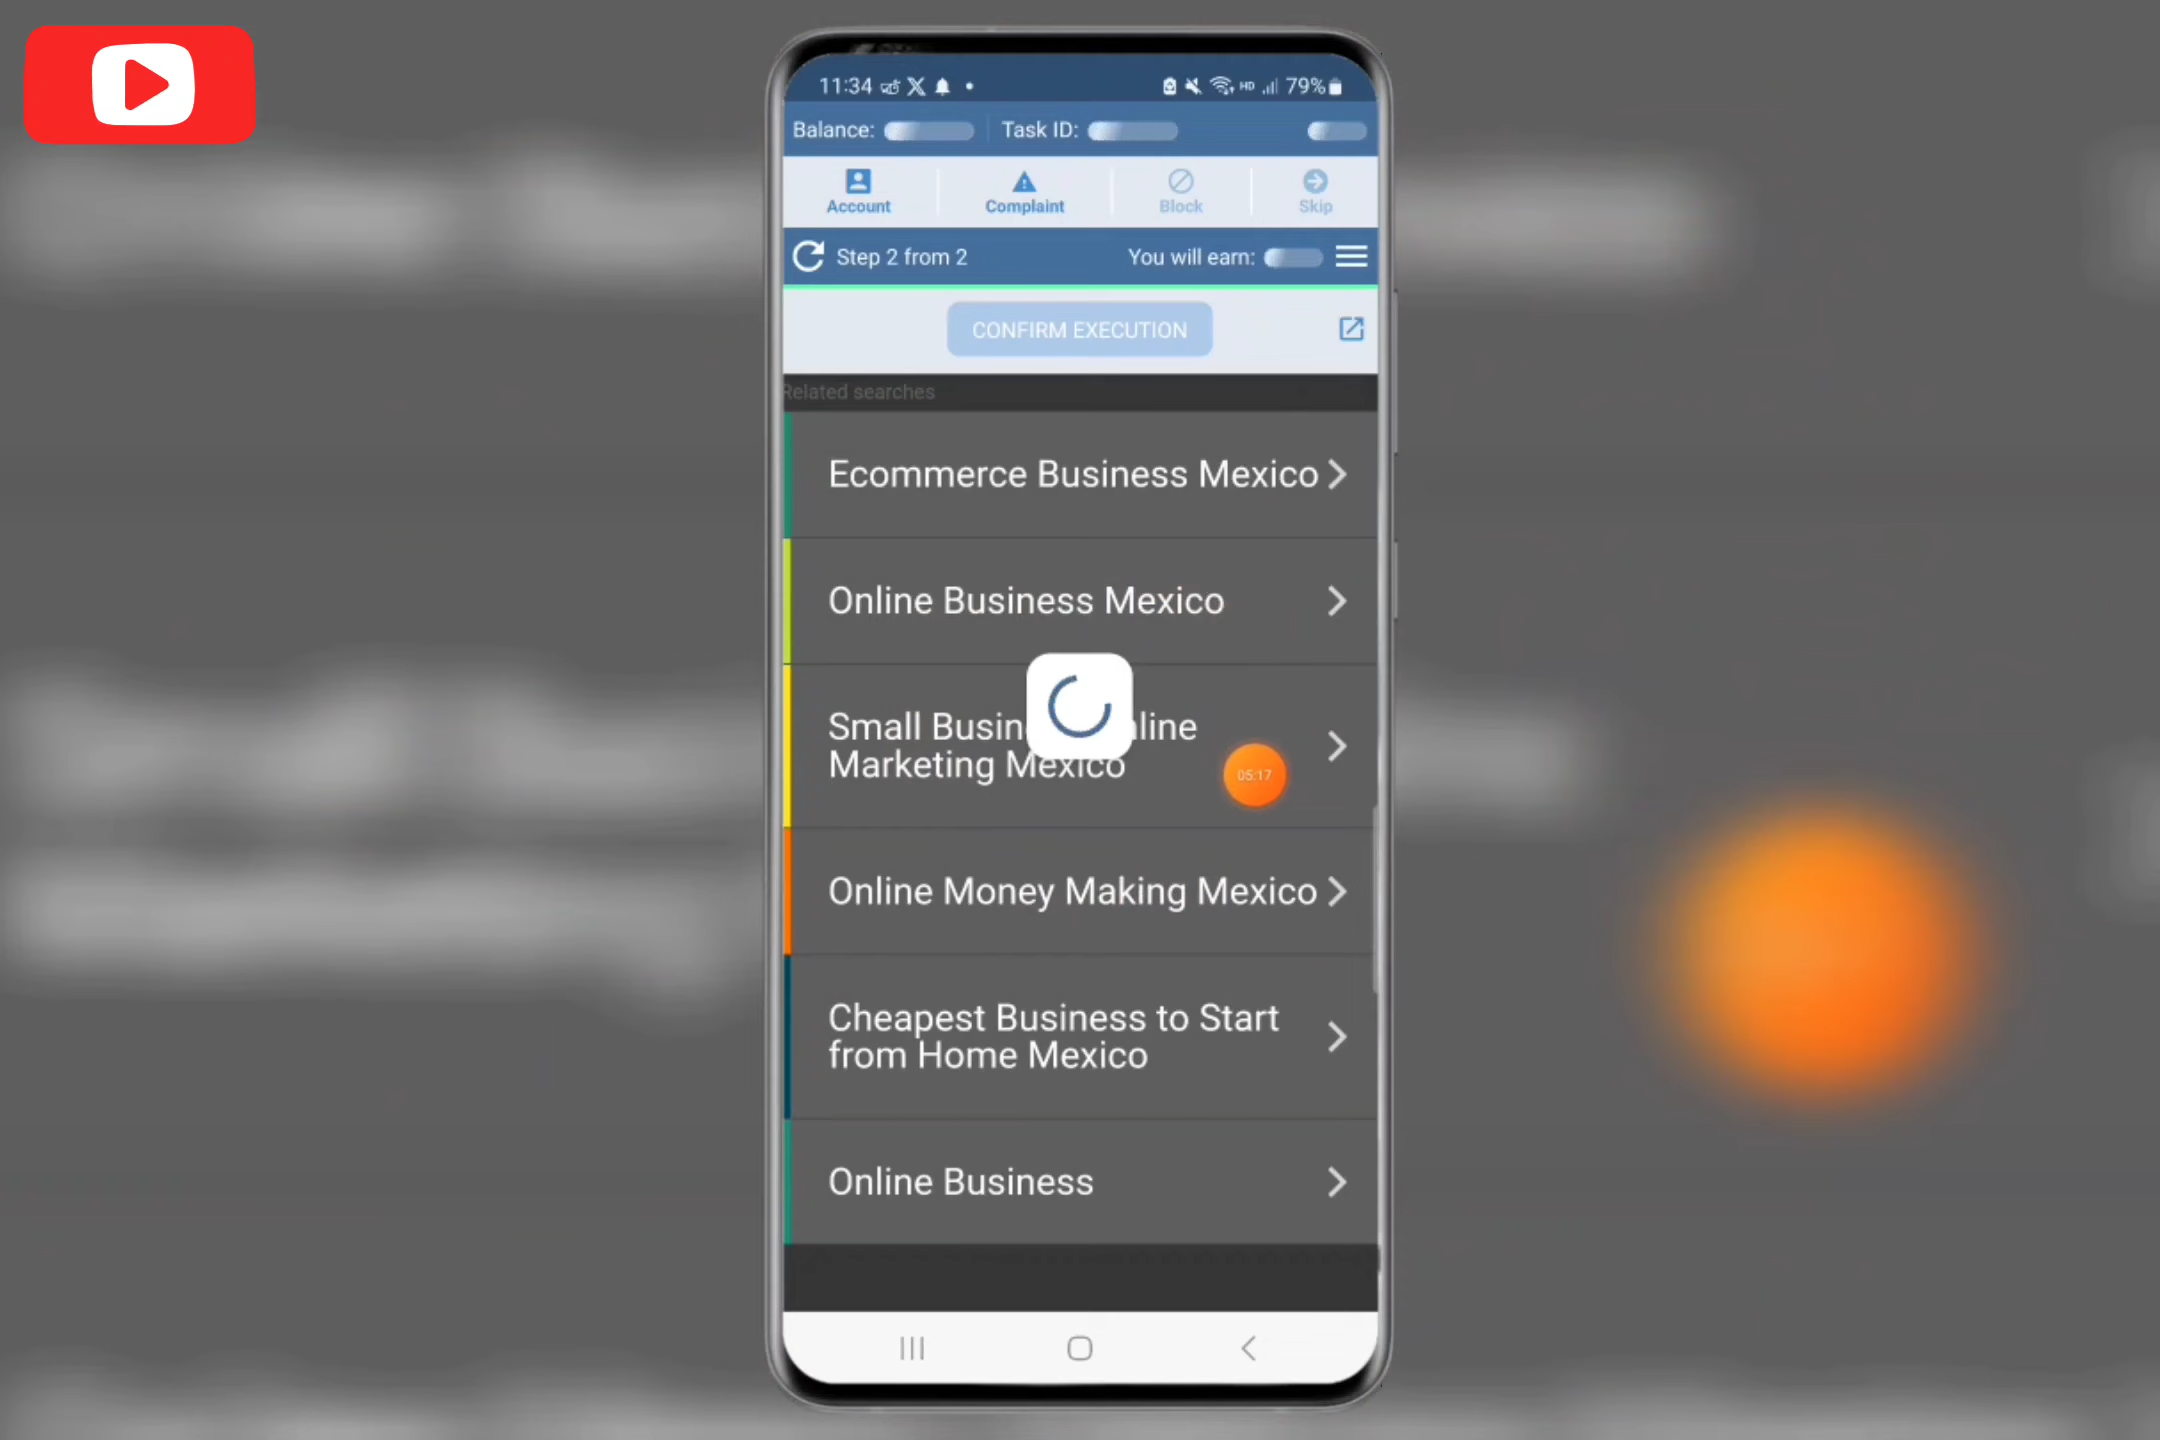 11:34 HD 79%
Balance: Task ID:
Account Complaint Block Skip
Step 2 from 2 You will earn:
CONFIRM EXECUTION
Related searches
Ecommerce Business Mexico
Online Business Mexico
Small line
Marketing Mexico
05:17
Online Money Making Mexico
Cheapest Business to Start
from Home Mexico
Online Business